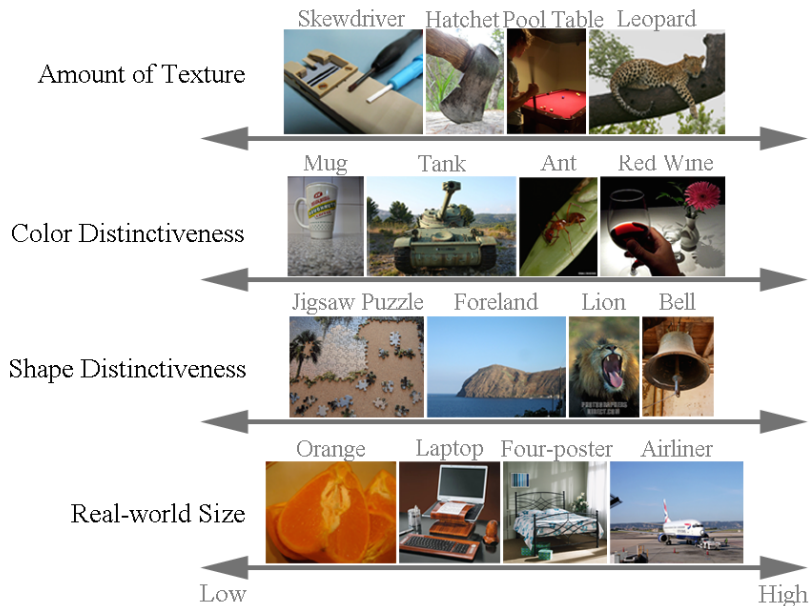 Skewdriver Hatchet Pool Table Leopard
Amount of Texture
Mug Tank Ant Red Wine
Color Distinctiveness
Jigsaw Puzzle Foreland Lion Bell
Shape Distinctiveness
Orange Laptop Four-poster Airliner
Real-world Size
Low High